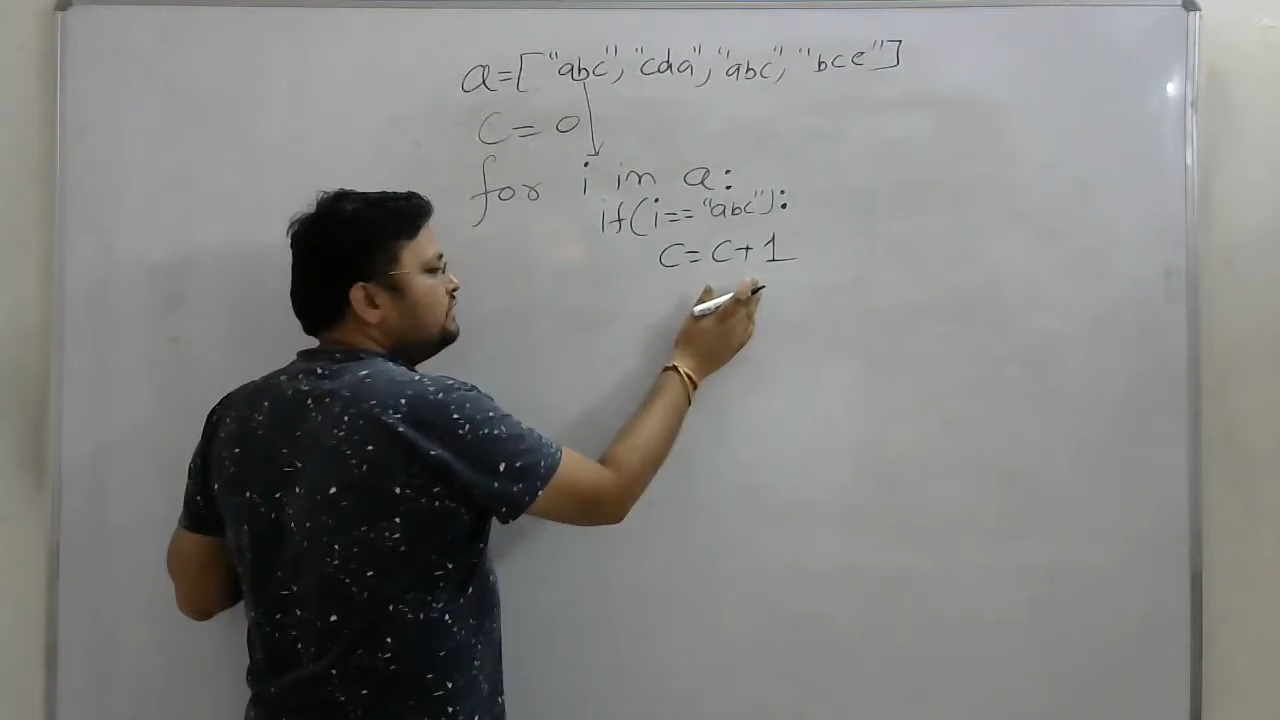 a=["abc", "cda", "abc", "bce"]
C=0
for i in a:
if(i=="abc"):
C=C+1